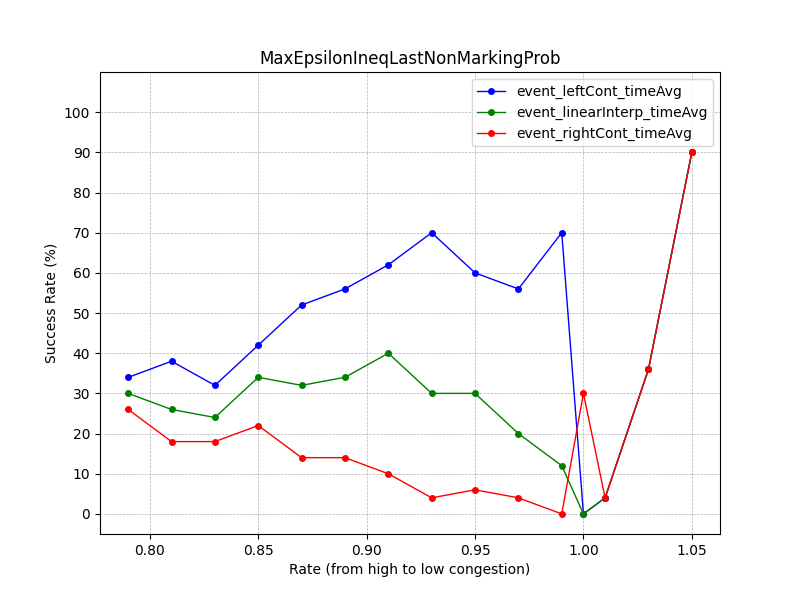 MaxEpsilonIneqLastNonMarkingProb
event_leftCont_timeAvg
event_linearInterp_timeAvg
event_rightCont_timeAvg
100
90
80
70
60
50
40
30
20
10
0
Success Rate (%)
0.80 0.85 0.90 0.95 1.00 1.05
Rate (from high to low congestion)